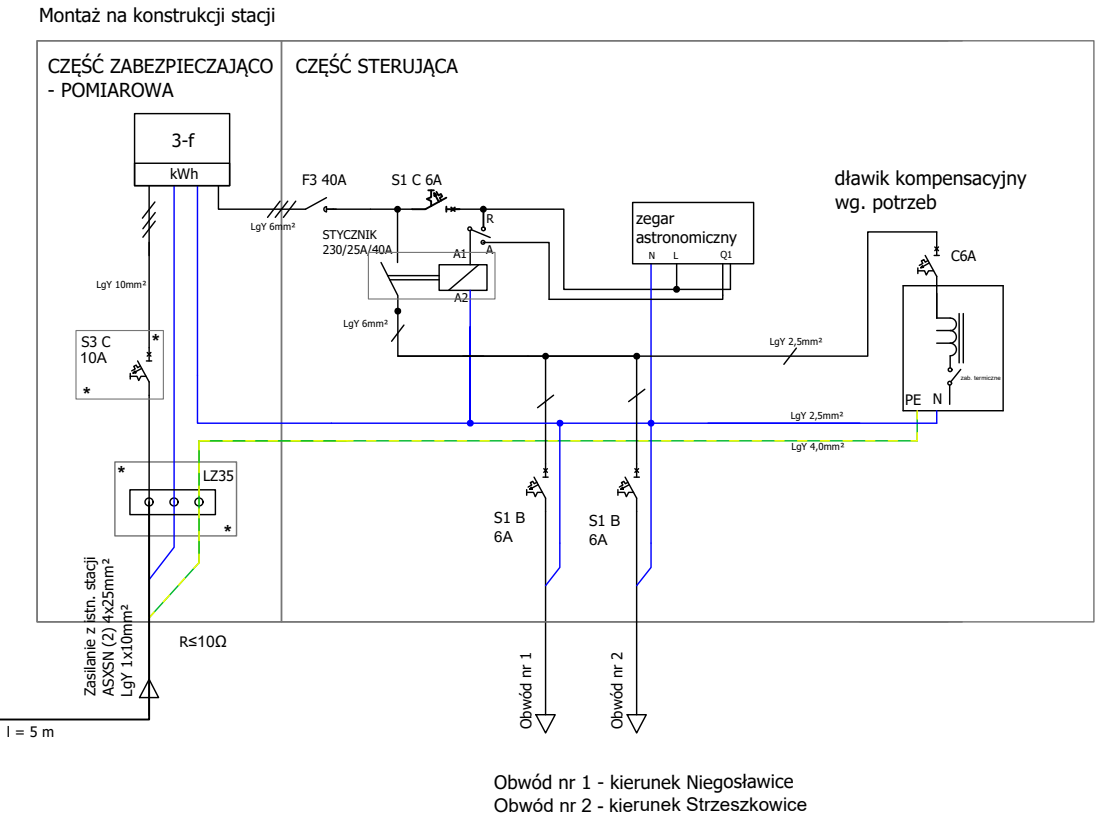 Montaż na konstrukcji stacji
CZĘŚĆ ZABEZPIECZAJĄCO
- POMIAROWA
CZĘŚĆ STERUJĄCA
3-f
kWh
F3 40A
S1 C 6A
LgY 6mm²
STYCZNIK
230/25A/40A
R
A
A1
A2
zegar
astronomiczny
N
L
Q1
dławik kompensacyjny
wg. potrzeb
C6A
LgY 10mm²
S3 C
10A
*
*
LgY 6mm²
LgY 2,5mm²
zab. termiczne
PE
N
LgY 2,5mm²
LgY 4,0mm²
*
LZ35
*
S1 B
6A
S1 B
6A
Zasilanie z istn. stacji
ASXSN (2) 4x25mm²
LgY 1x10mm²
R≤10Ω
l = 5 m
Obwód nr 1
Obwód nr 2
Obwód nr 1 - kierunek Niegosławice
Obwód nr 2 - kierunek Strzeszkowice